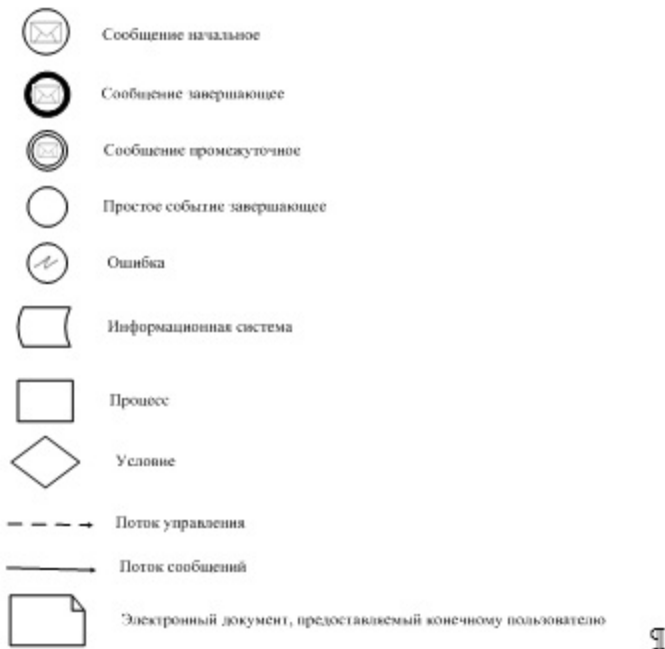 Сообщение начальное
Сообщение завершающее
Сообщение промежуточное
Простое событие завершающее
Ошибка
Информационная система
Процесс
Условие
Поток управления
Поток сообщений
Электронный документ, предоставляемый конечному пользователю
¶